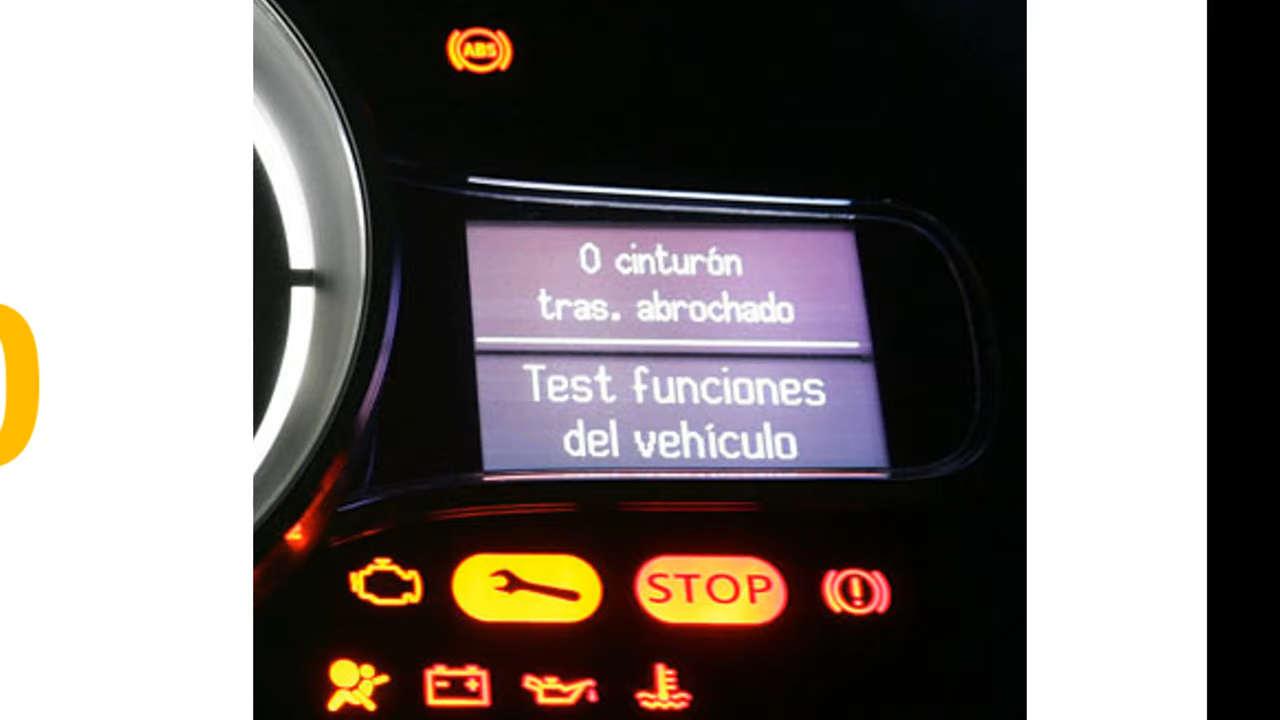 ABS
0 cinturón
tras. abrochado
Test funciones
del vehículo
STOP